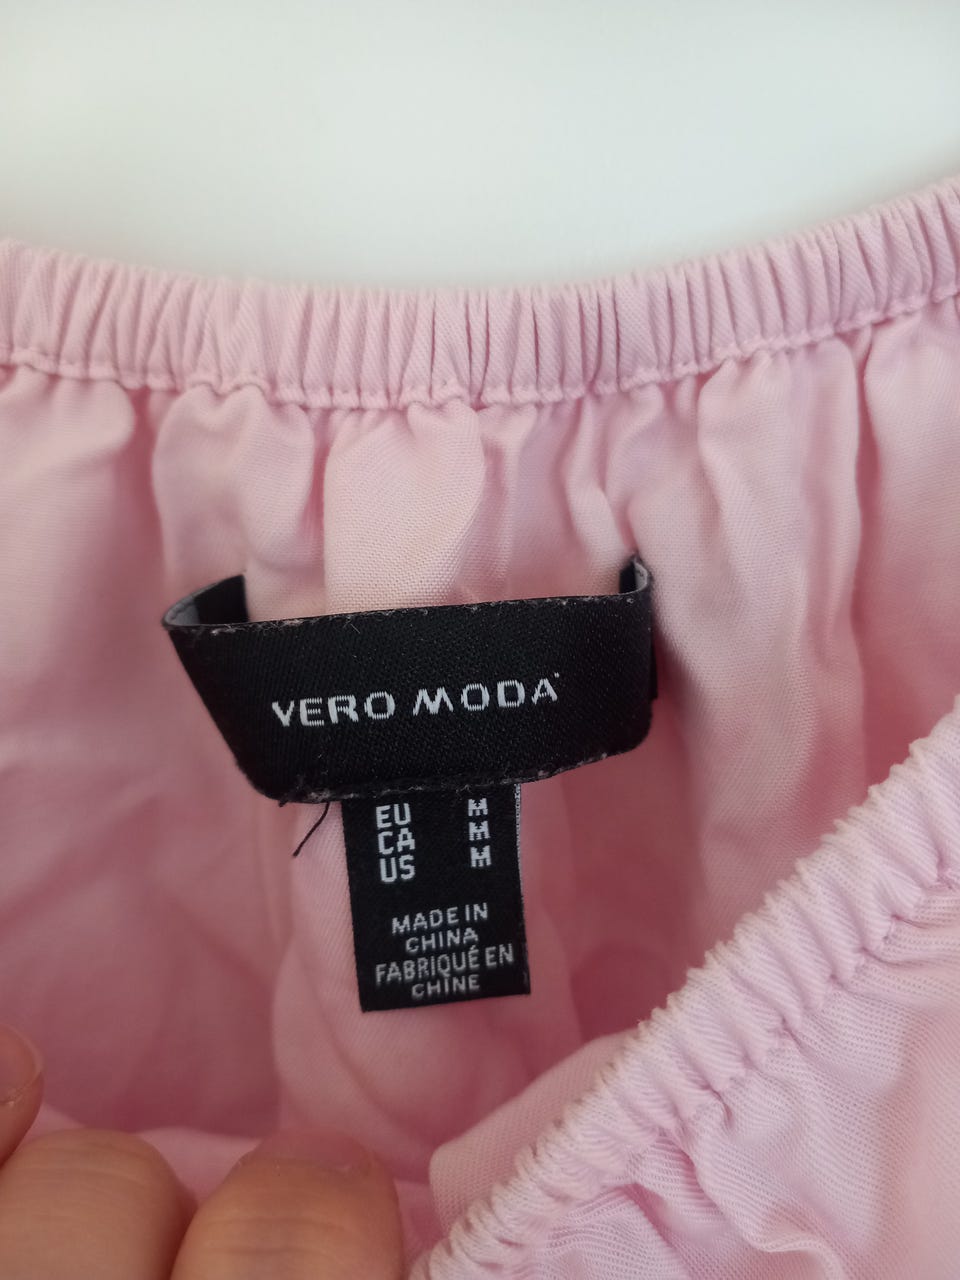 VERO MODA
EU M
CA M
US M
MADE IN
CHINA
FABRIQUÉ EN
CHINE